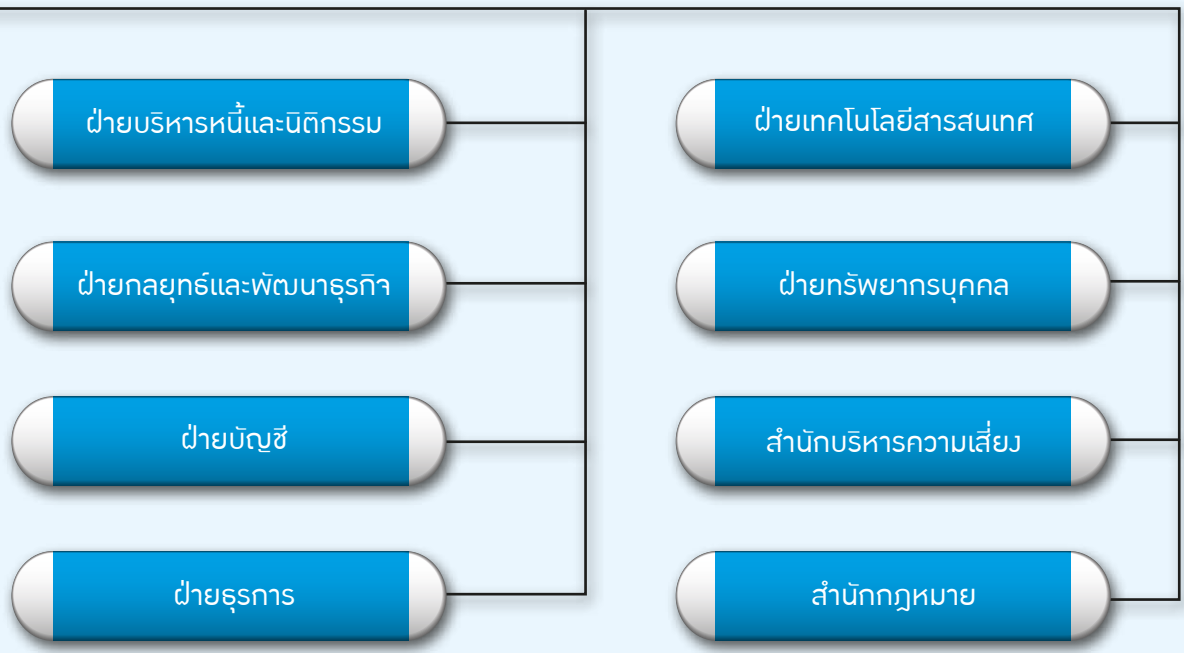 ฝ่ายบริหารหนี้และนิติกรรม
ฝ่ายกลยุทธ์และพัฒนาธุรกิจ
ฝ่ายบัญชี
ฝ่ายธุรการ
ฝ่ายเทคโนโลยีสารสนเทศ
ฝ่ายทรัพยากรบุคคล
สำนักบริหารความเสี่ยง
สำนักกฎหมาย